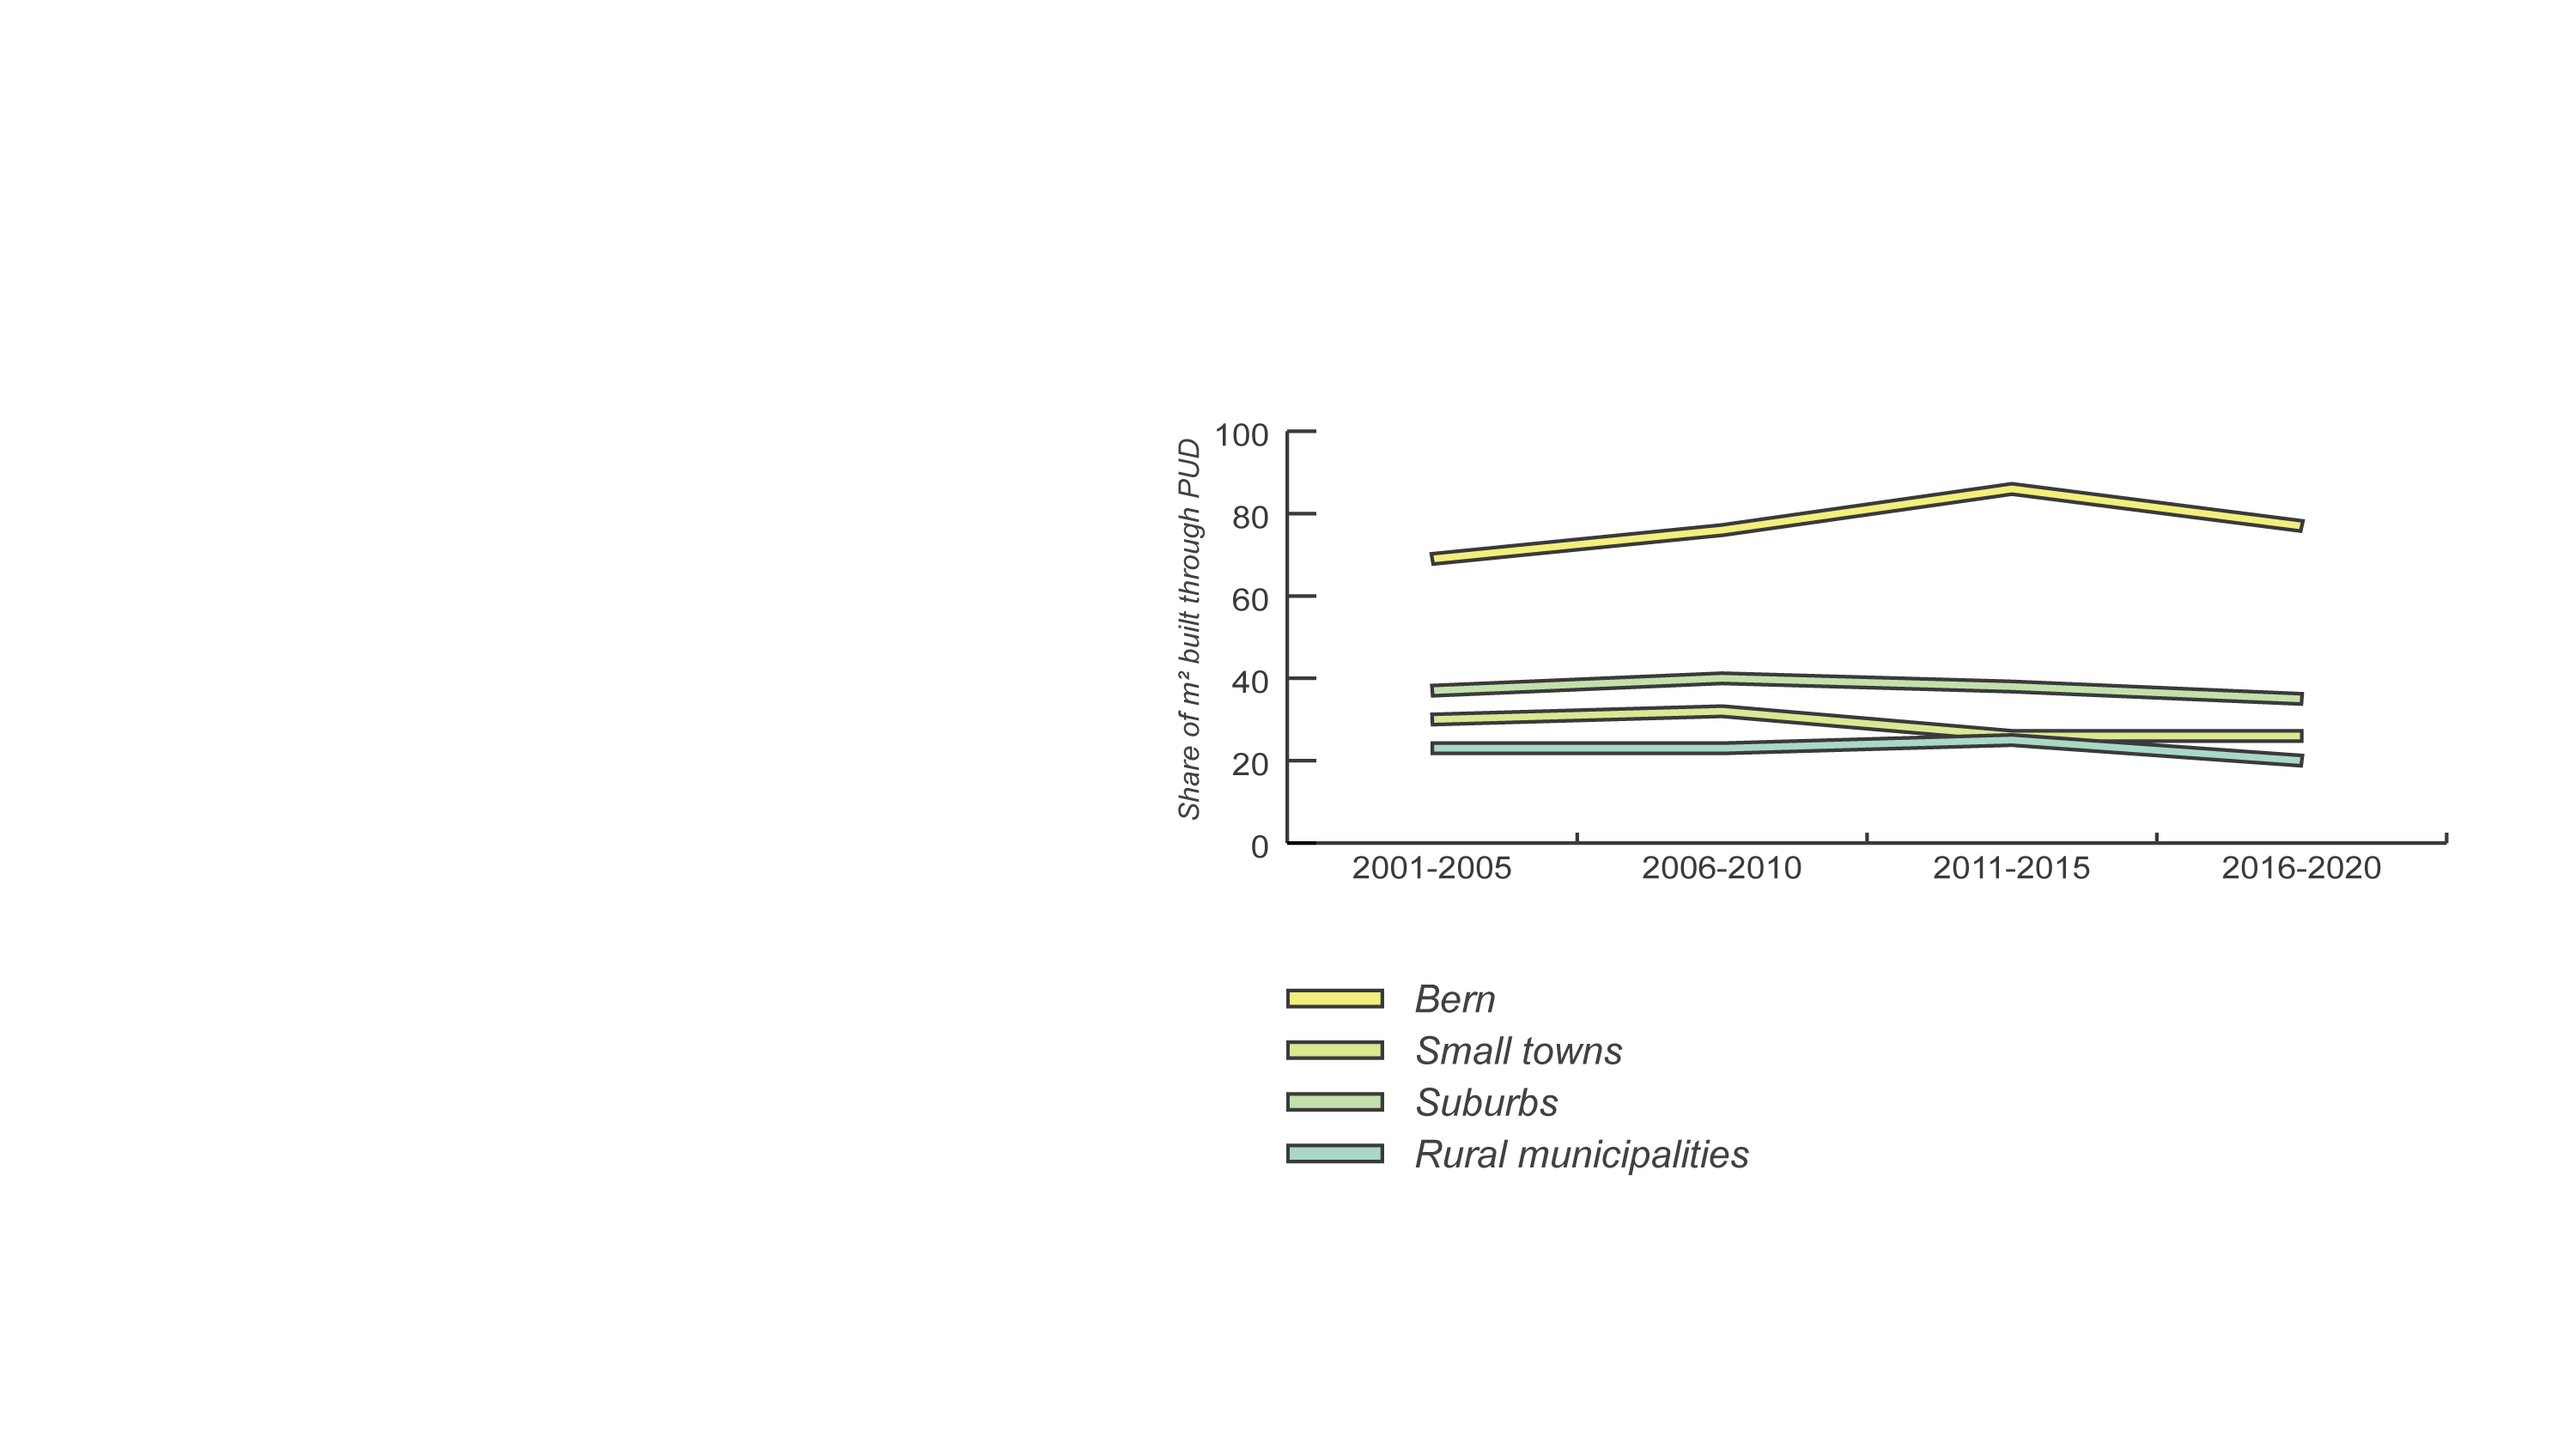 Share of m² built through PUD
100
80
60
40
20
0
2001-2005 2006-2010 2011-2015 2016-2020
Bern
Small towns
Suburbs
Rural municipalities